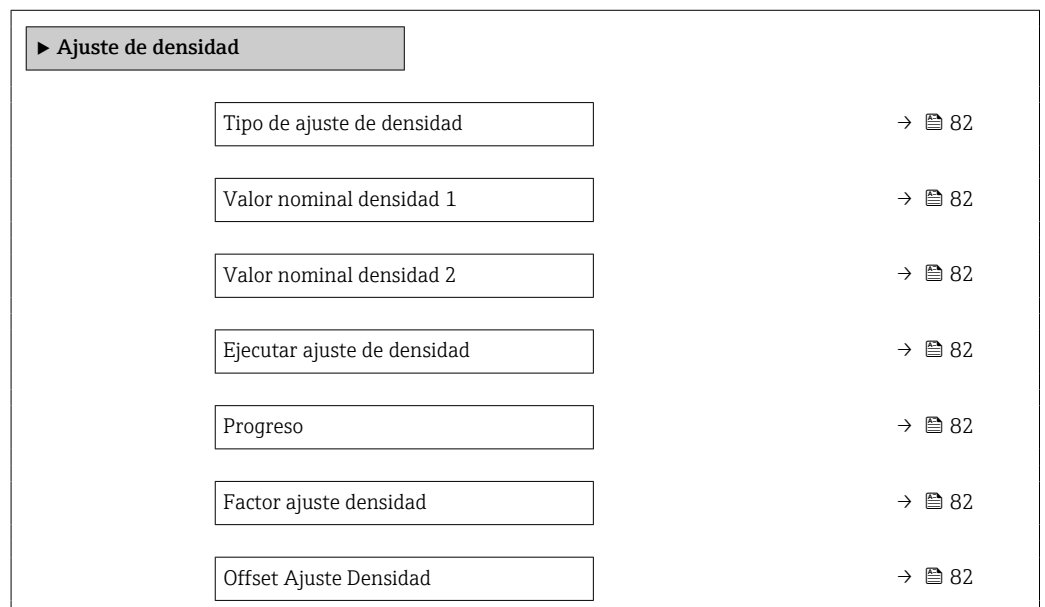 ▶ Ajuste de densidad
Tipo de ajuste de densidad → 82
Valor nominal densidad 1 → 82
Valor nominal densidad 2 → 82
Ejecutar ajuste de densidad → 82
Progreso → 82
Factor ajuste densidad → 82
Offset Ajuste Densidad → 82